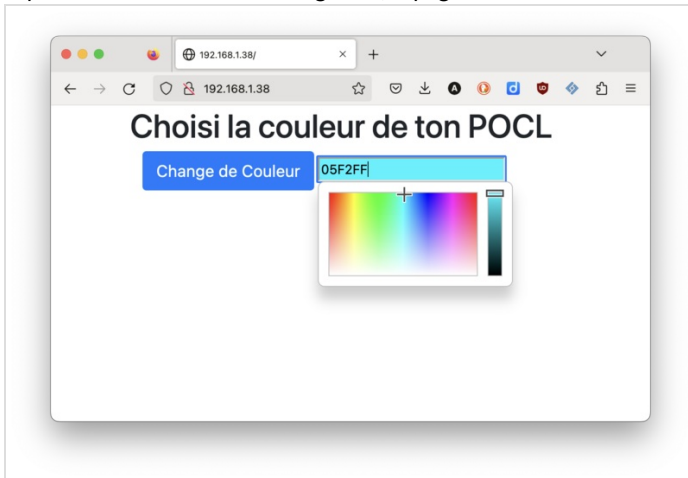 192.168.1.38/
192.168.1.38
Choisi la couleur de ton POCL
Change de Couleur
05F2FF